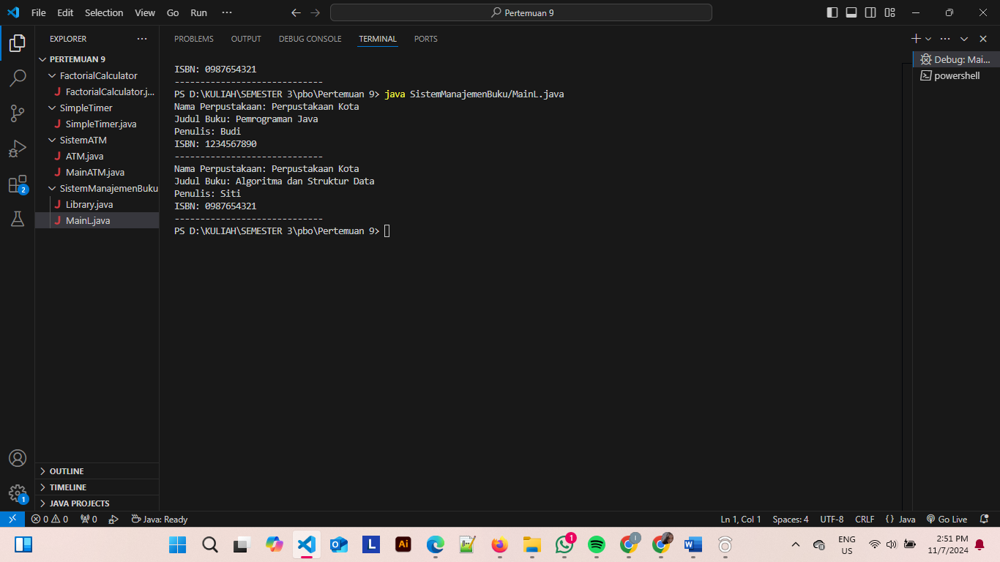 File Edit Selection View Go Run ···
Pertemuan 9
EXPLORER
PERTEMUAN 9
FactorialCalculator
FactorialCalculator.j...
SimpleTimer
SimpleTimer.java
SistemATM
ATM.java
MainATM.java
SistemManajemenBuku
Library.java
MainL.java
OUTLINE
TIMELINE
JAVA PROJECTS
2
1
PROBLEMS OUTPUT DEBUG CONSOLE TERMINAL PORTS
ISBN: 0987654321
-----------------------------
PS D:\KULIAH\SEMESTER 3\pbo\Pertemuan 9> java SistemManajemenBuku/MainL.java
Nama Perpustakaan: Perpustakaan Kota
Judul Buku: Pemrograman Java
Penulis: Budi
ISBN: 1234567890
-----------------------------
Nama Perpustakaan: Perpustakaan Kota
Judul Buku: Algoritma dan Struktur Data
Penulis: Siti
ISBN: 0987654321
-----------------------------
PS D:\KULIAH\SEMESTER 3\pbo\Pertemuan 9>
Debug: Mai...
powershell
0 0 0 Java: Ready
Ln 1, Col 1 Spaces: 4 UTF-8 CRLF {} Java Go Live
L Ai 1 I W
ENG
US
2:51 PM
11/7/2024